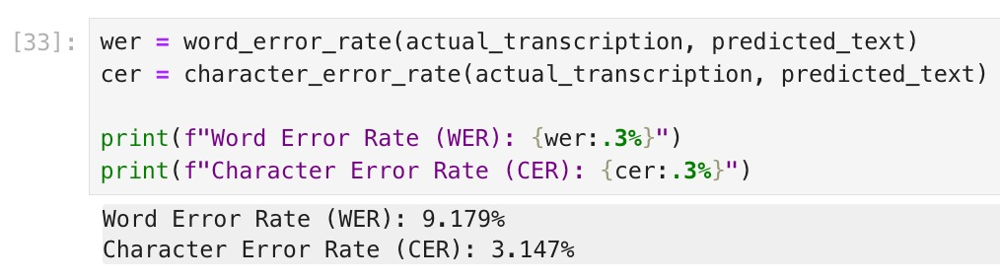 [33]: wer = word_error_rate(actual_transcription, predicted_text)
cer = character_error_rate(actual_transcription, predicted_text)
print(f"Word Error Rate (WER): {wer:.3%}")
print(f"Character Error Rate (CER): {cer:.3%}")
Word Error Rate (WER): 9.179%
Character Error Rate (CER): 3.147%